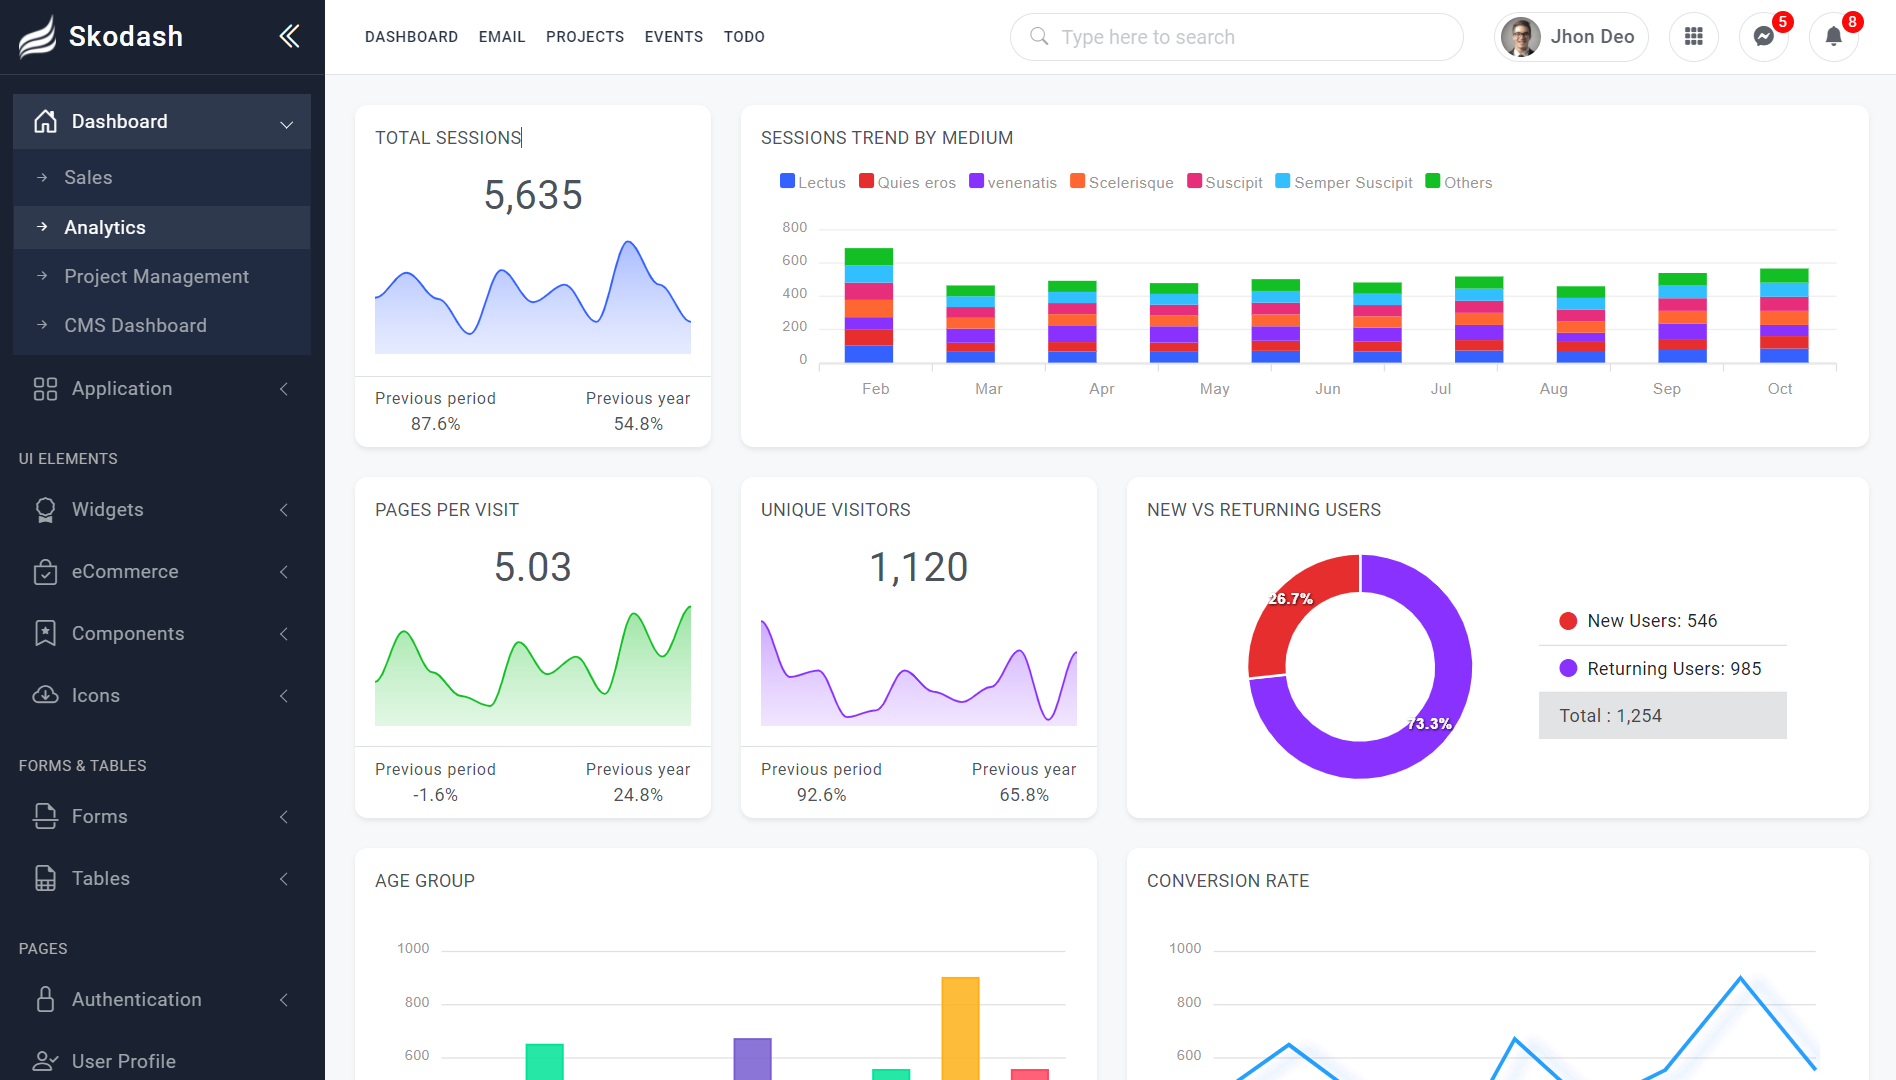 Skodash
DASHBOARD EMAIL PROJECTS EVENTS TODO
Type here to search
Jhon Deo
5
8
Dashboard
Sales
Analytics
Project Management
CMS Dashboard
Application
UI ELEMENTS
Widgets
eCommerce
Components
Icons
FORMS & TABLES
Forms
Tables
PAGES
Authentication
User Profile
TOTAL SESSIONS
5,635
Previous period Previous year
87.6% 54.8%
SESSIONS TREND BY MEDIUM
Lectus Quies eros venenatis Scelerisque Suscipit Semper Suscipit Others
800
600
400
200
0
Feb Mar Apr May Jun Jul Aug Sep Oct
PAGES PER VISIT
5.03
Previous period Previous year
-1.6% 24.8%
UNIQUE VISITORS
1,120
Previous period Previous year
92.6% 65.8%
NEW VS RETURNING USERS
26.7%
73.3%
New Users: 546
Returning Users: 985
Total : 1,254
AGE GROUP
1000
800
600
CONVERSION RATE
1000
800
600